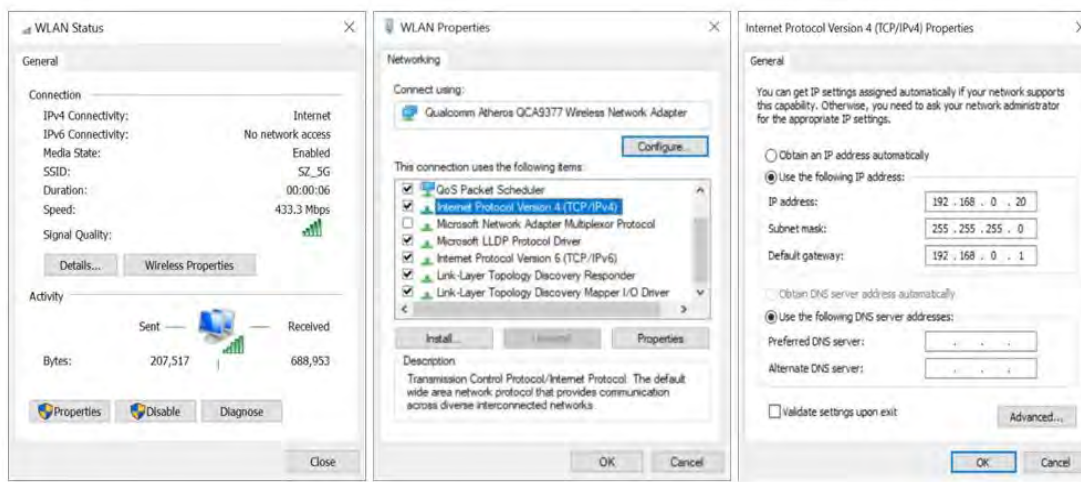 WLAN Status
General
Connection
IPv4 Connectivity: Internet
IPv6 Connectivity: No network access
Media State: Enabled
SSID: SZ_5G
Duration: 00:00:06
Speed: 433.3 Mbps
Signal Quality:
Details... Wireless Properties
Activity
Sent Received
Bytes: 207,517 688,953
Properties Disable Diagnose
Close
WLAN Properties
Networking
Connect using:
Qualcomm Atheros QCA9377 Wireless Network Adapter
Configure...
This connection uses the following items:
QoS Packet Scheduler
Internet Protocol Version 4 (TCP/IPv4)
Microsoft Network Adapter Multiplexor Protocol
Microsoft LLDP Protocol Driver
Internet Protocol Version 6 (TCP/IPv6)
Link-Layer Topology Discovery Responder
Link-Layer Topology Discovery Mapper I/O Driver
Install... Uninstall Properties
Description
Transmission Control Protocol/Internet Protocol. The default
wide area network protocol that provides communication
across diverse interconnected networks.
OK Cancel
Internet Protocol Version 4 (TCP/IPv4) Properties
General
You can get IP settings assigned automatically if your network supports
this capability. Otherwise, you need to ask your network administrator
for the appropriate IP settings.
Obtain an IP address automatically
Use the following IP address:
IP address: 192 . 168 . 0 . 20
Subnet mask: 255 . 255 . 255 . 0
Default gateway: 192 . 168 . 0 . 1
Obtain DNS server address automatically
Use the following DNS server addresses:
Preferred DNS server: . . .
Alternate DNS server: . . .
Validate settings upon exit
Advanced...
OK Cancel